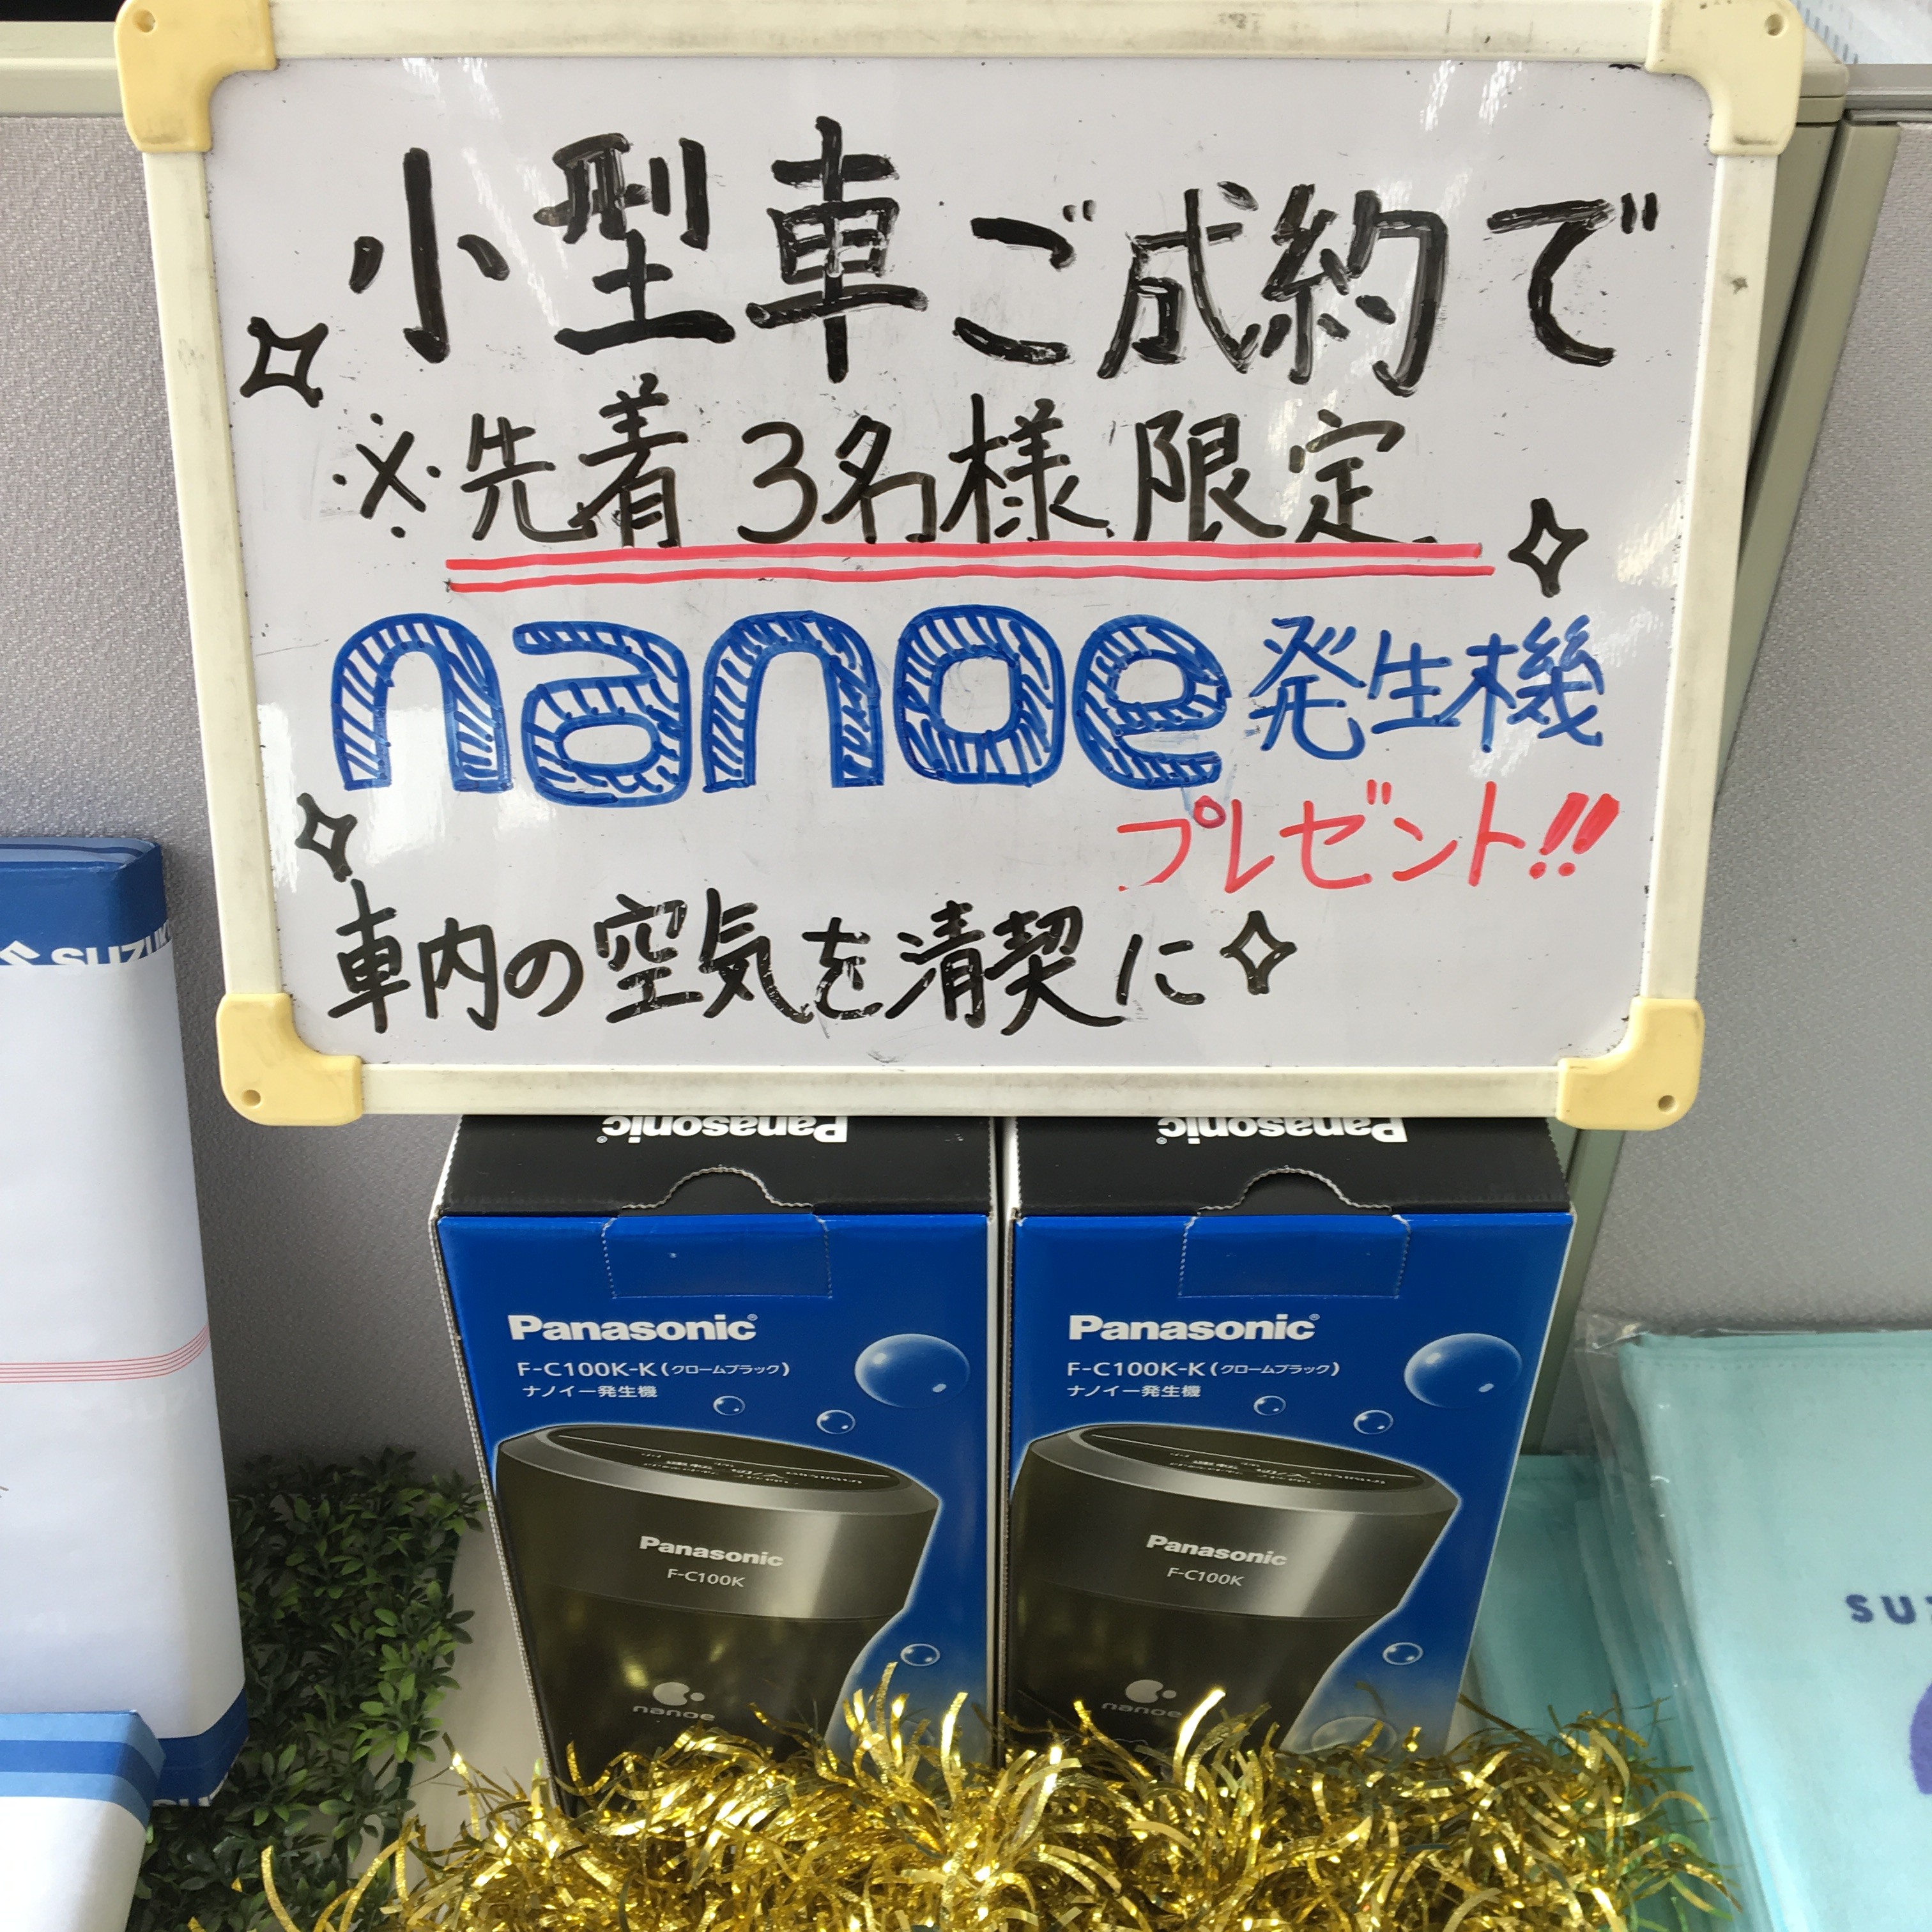 小型車ご成約で
※先着3名様限定
nanoe発生機
プレゼント!!
車内の空気を清契に
SUZUKI
Panasonic
Panasonic
Panasonic
F-C100K-K(クロームブラック)
ナノイー発生機
Panasonic
F-C100K
nanoe
Panasonic
F-C100K-K(クロームブラック)
ナノイー発生機
Panasonic
F-C100K
nanoe